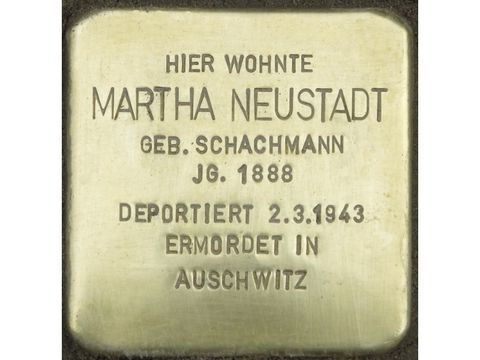 HIER WOHNTE
MARTHA NEUSTADT
GEB. SCHACHMANN
JG. 1888
DEPORTIERT 2.3.1943
ERMORDET IN
AUSCHWITZ